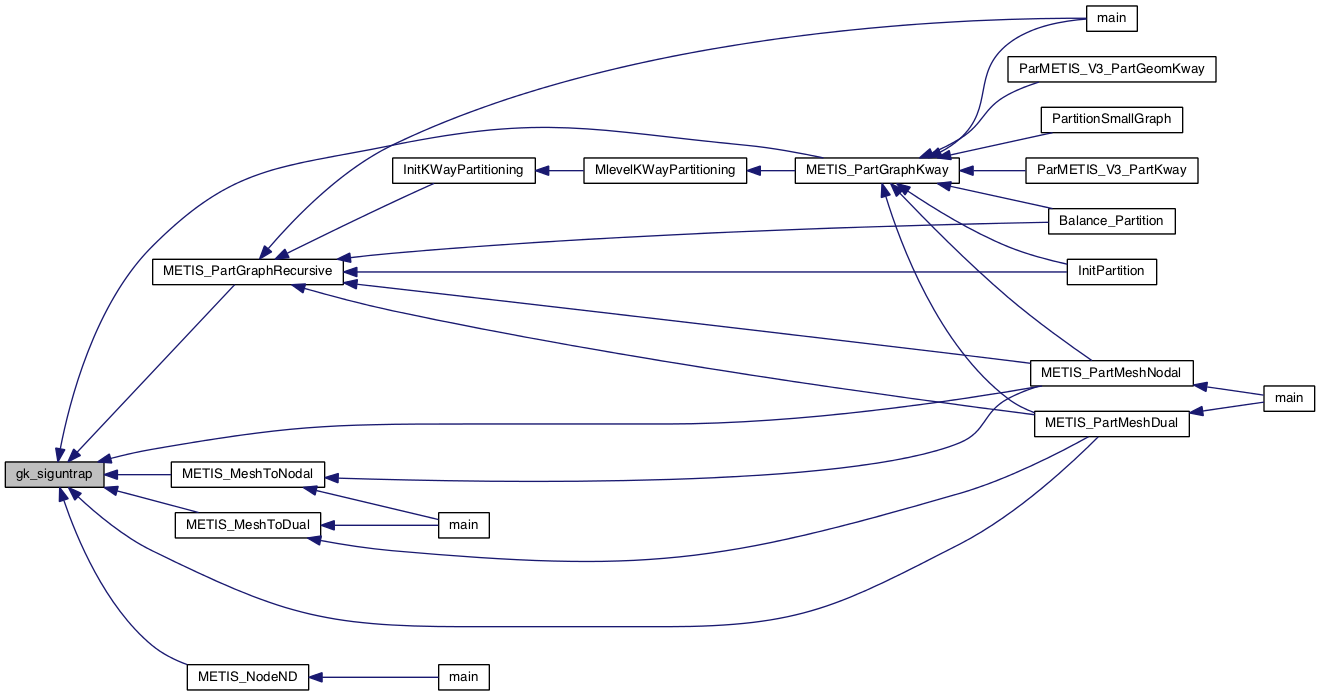 main
ParMETIS_V3_PartGeomKway
PartitionSmallGraph
InitKWayPartitioning
MlevelKWayPartitioning
METIS_PartGraphKway
ParMETIS_V3_PartKway
Balance_Partition
METIS_PartGraphRecursive
InitPartition
METIS_PartMeshNodal
main
METIS_PartMeshDual
gk_siguntrap
METIS_MeshToNodal
METIS_MeshToDual
main
METIS_NodeND
main